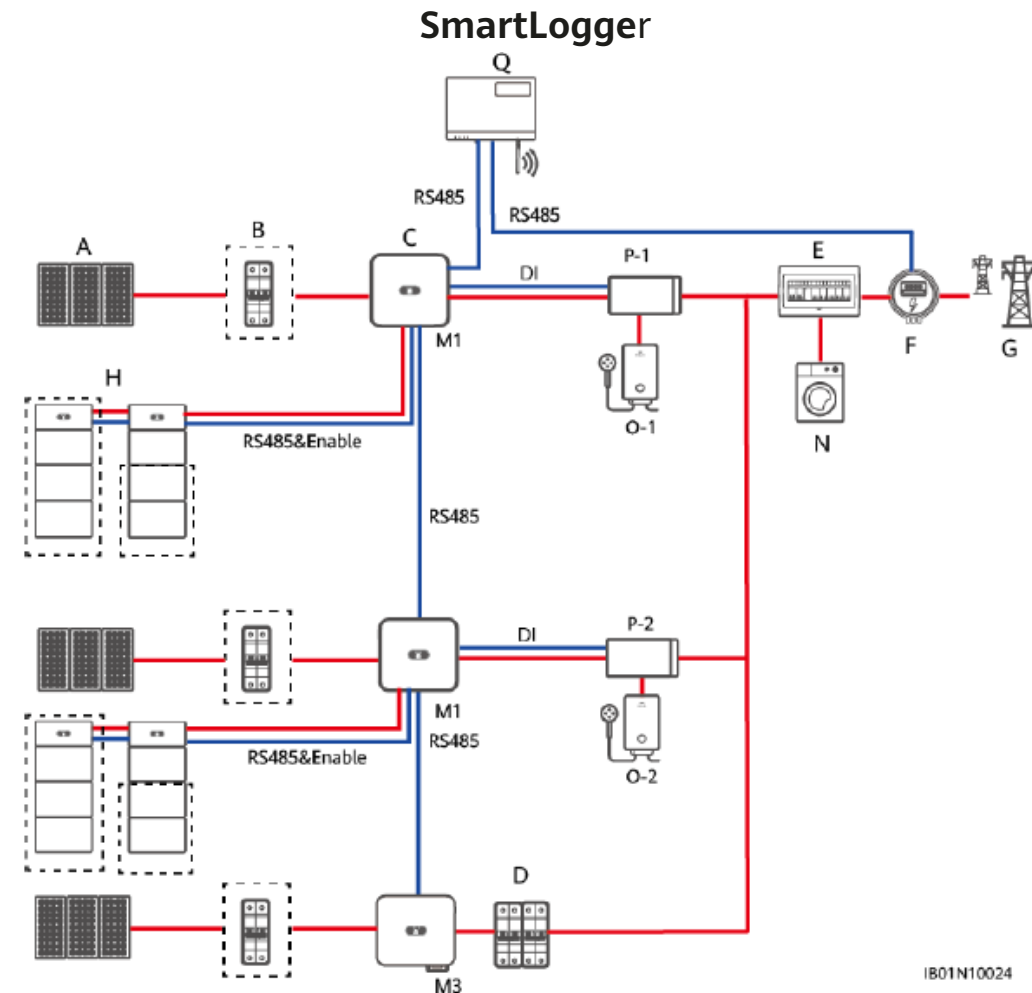 SmartLogger
Q
RS485
RS485
A
B
C
DI
P-1
E
M1
F
G
H
O-1
N
RS485&Enable
RS485
DI
P-2
M1
RS485
RS485&Enable
O-2
D
M3
IB01N10024